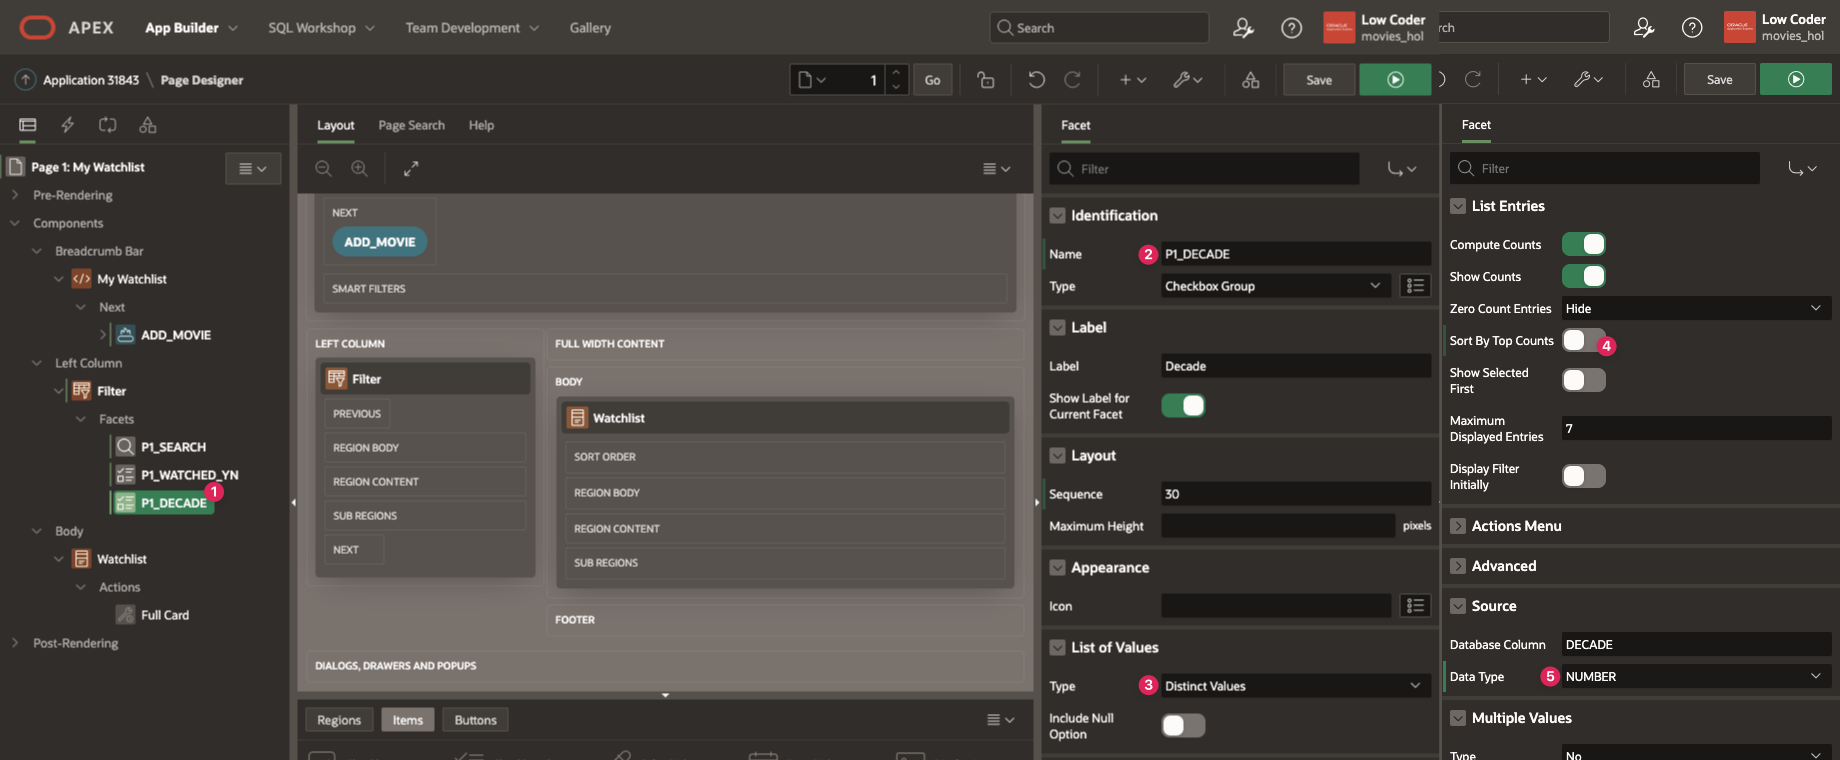 APEX
App Builder
SQL Workshop
Team Development
Gallery
Search
Low Coder
movies_hol
rch
Low Coder
movies_hol
Application 31843 \ Page Designer
1
Go
Save
Save
Page 1: My Watchlist
Pre-Rendering
Components
Breadcrumb Bar
My Watchlist
Next
ADD_MOVIE
Left Column
Filter
Facets
P1_SEARCH
P1_WATCHED_YN
P1_DECADE
1
Body
Watchlist
Actions
Full Card
Post-Rendering
Layout
Page Search
Help
NEXT
ADD_MOVIE
SMART FILTERS
LEFT COLUMN
Filter
PREVIOUS
REGION BODY
REGION CONTENT
SUB REGIONS
NEXT
FULL WIDTH CONTENT
BODY
Watchlist
SORT ORDER
REGION BODY
REGION CONTENT
SUB REGIONS
FOOTER
DIALOGS, DRAWERS AND POPUPS
Regions
Items
Buttons
Facet
Filter
Identification
Name
2
P1_DECADE
Type
Checkbox Group
Label
Label
Decade
Show Label for
Current Facet
Layout
Sequence
30
Maximum Height
pixels
Appearance
Icon
List of Values
Type
3
Distinct Values
Include Null
Option
Facet
Filter
List Entries
Compute Counts
Show Counts
Zero Count Entries
Hide
Sort By Top Counts
4
Show Selected
First
Maximum
Displayed Entries
7
Display Filter
Initially
Actions Menu
Advanced
Source
Database Column
DECADE
Data Type
5
NUMBER
Multiple Values
Type
No